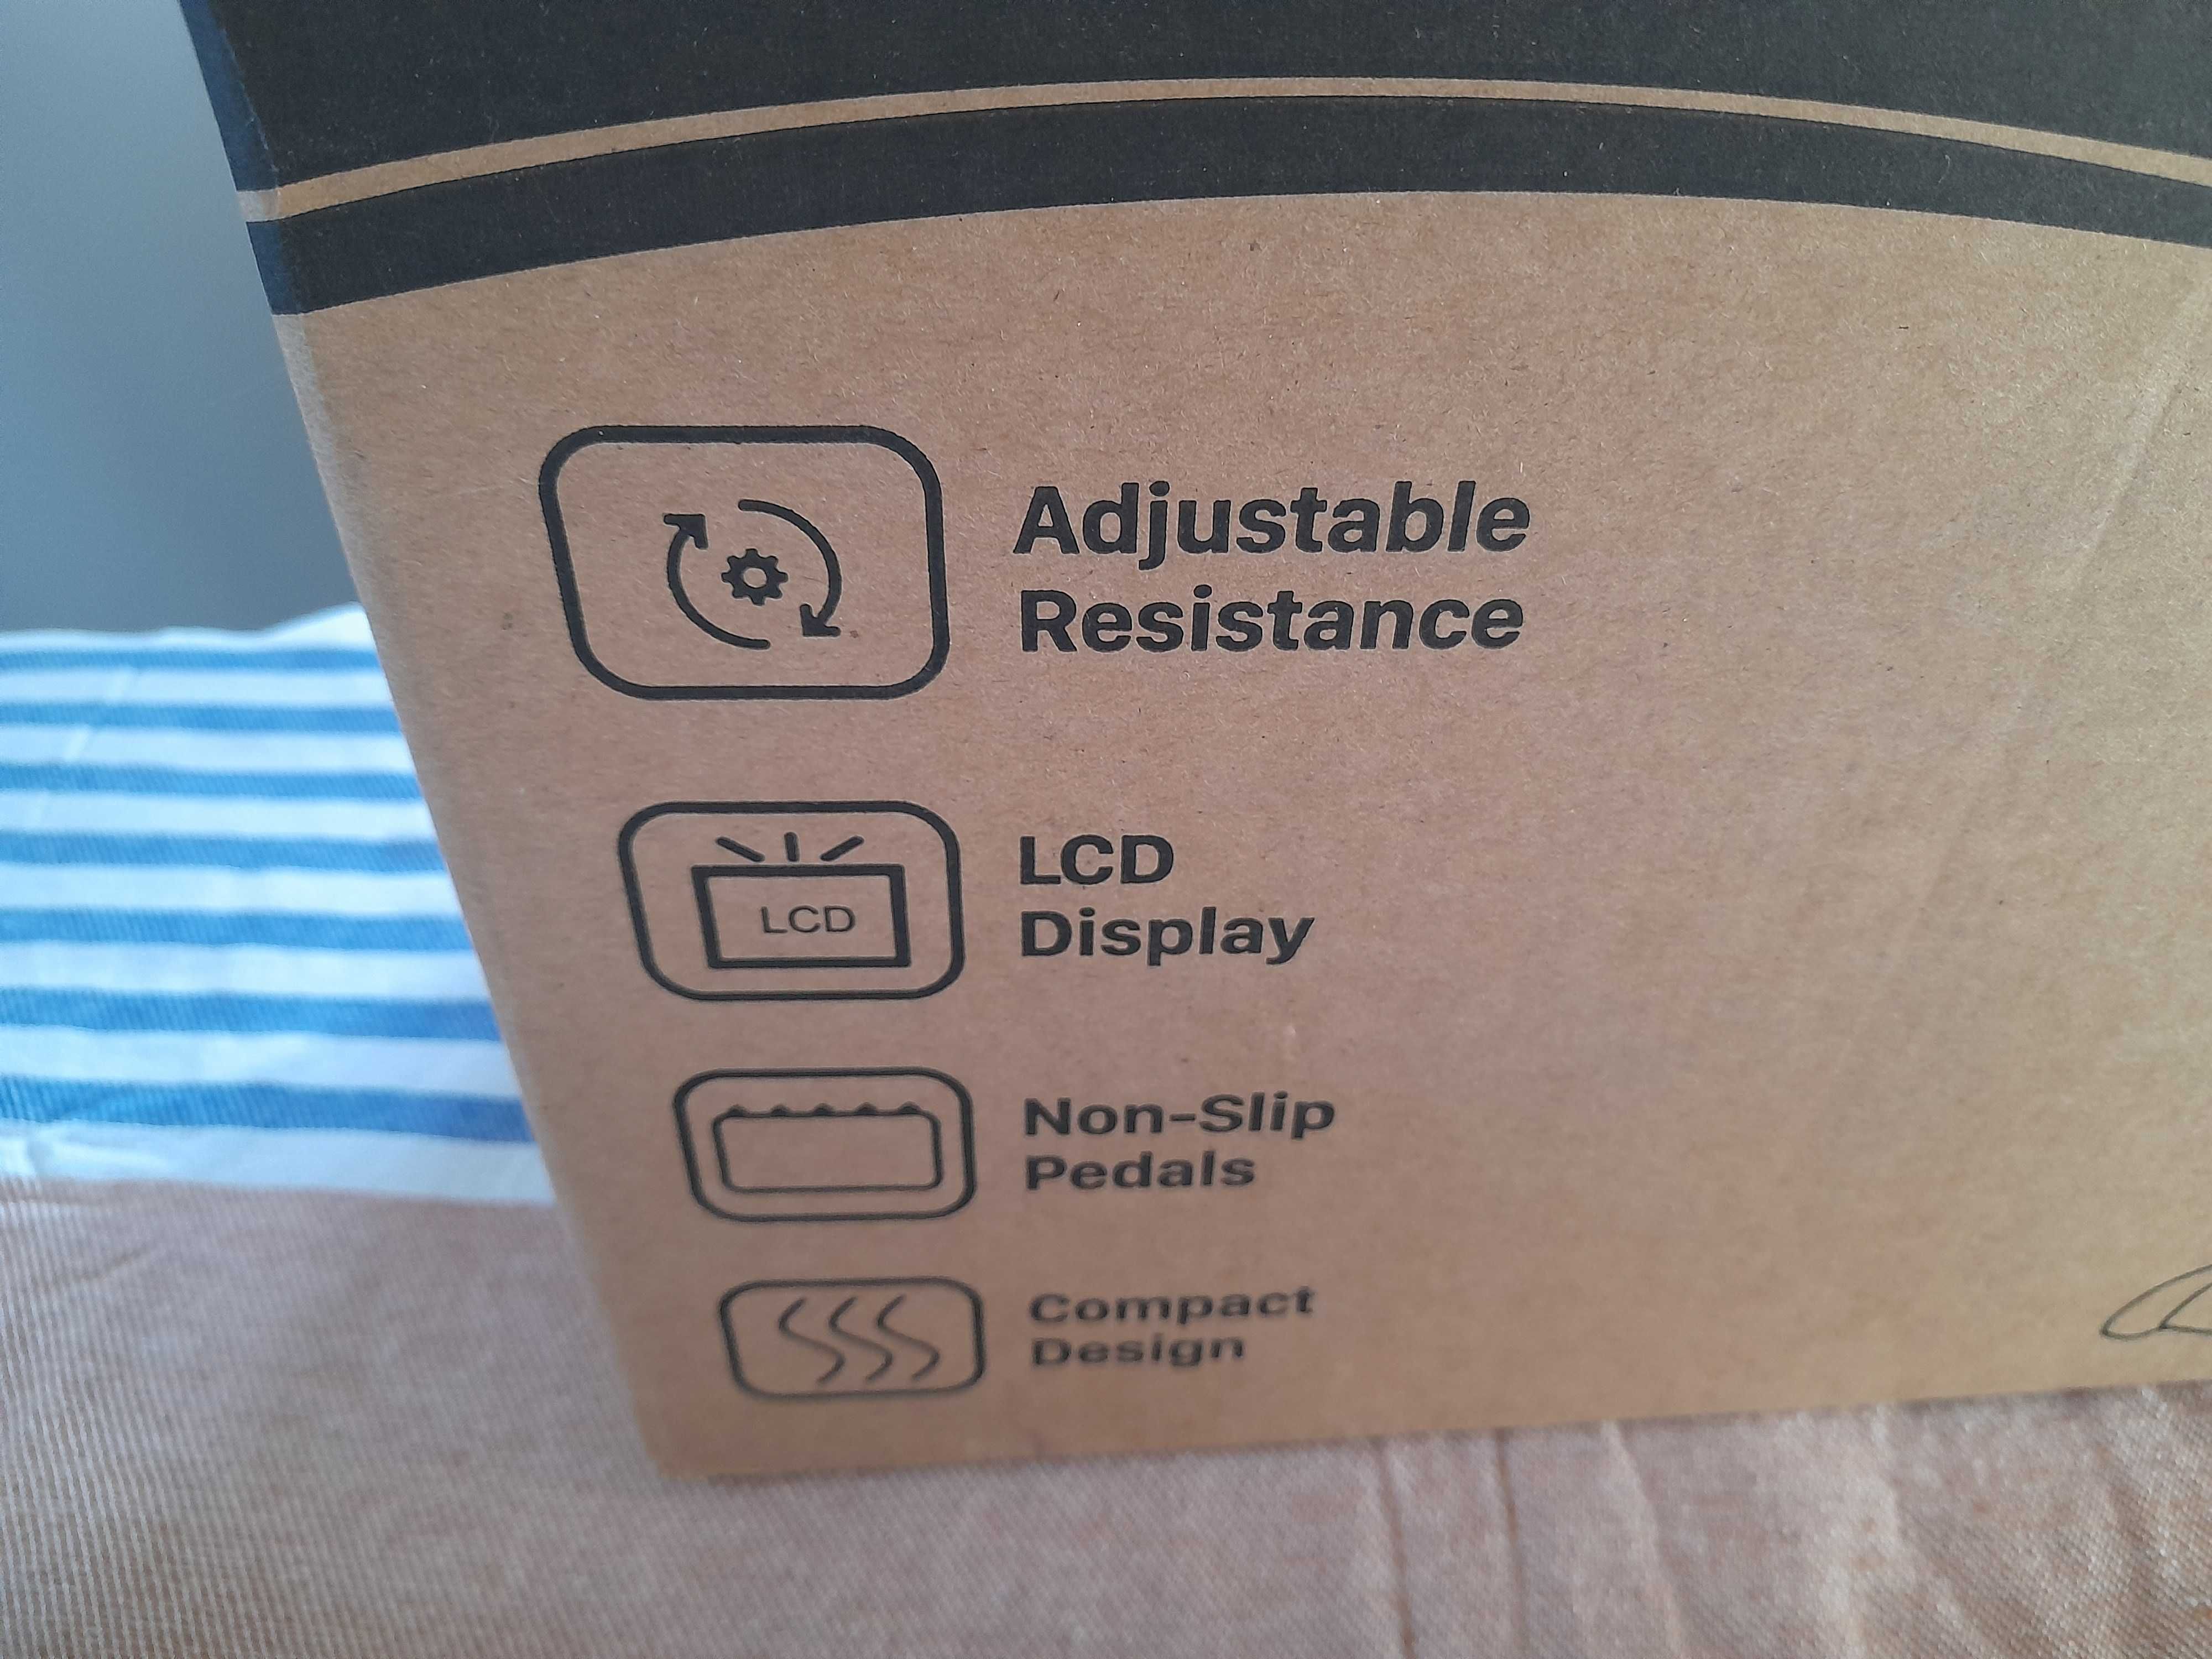 Adjustable
Resistance
LCD
LCD
Display
Non-Slip
Pedals
Compact
Design